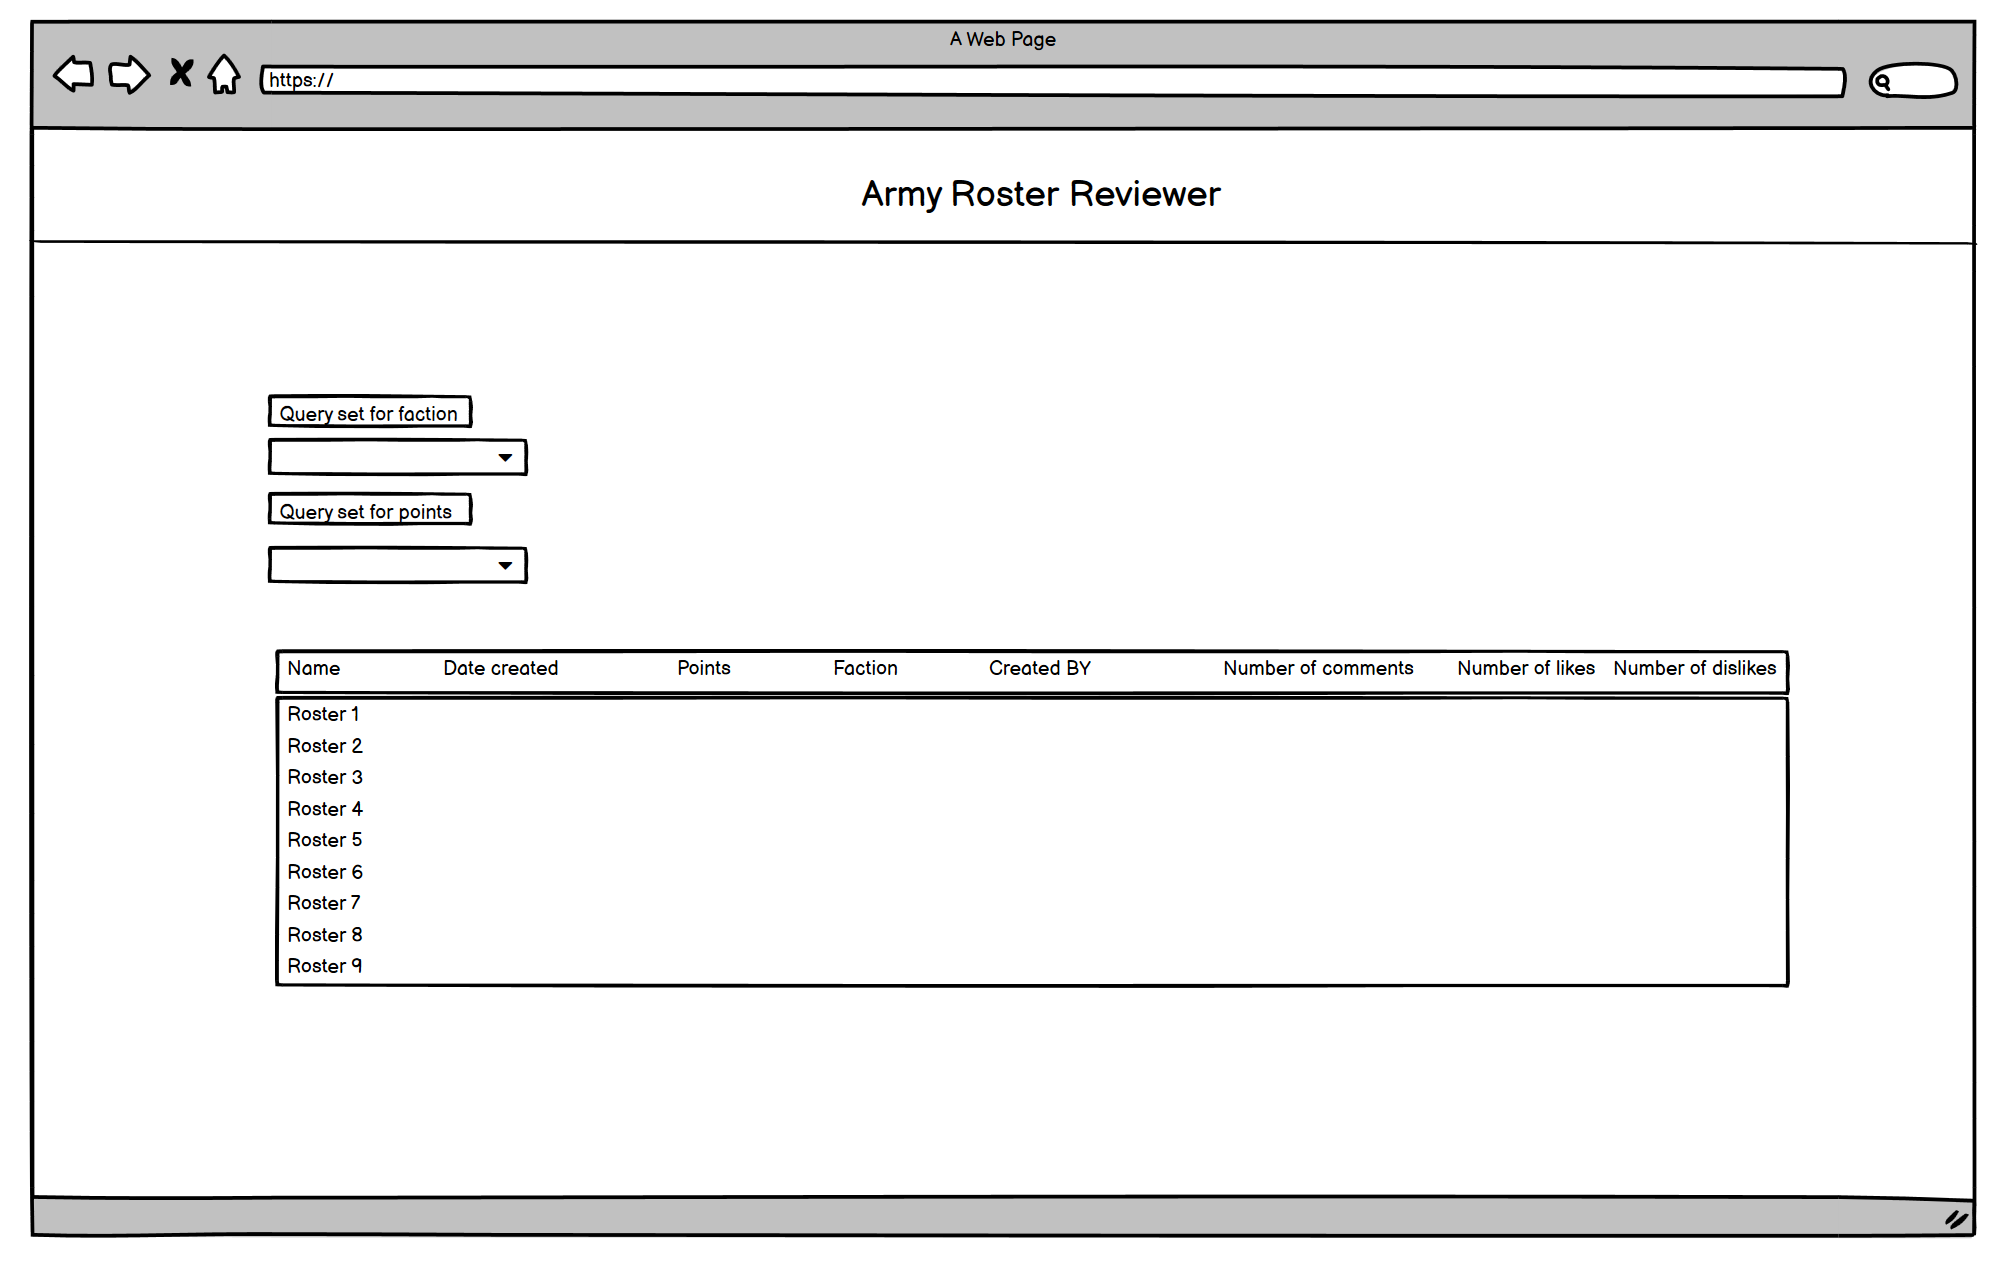 A Web Page
https://
Army Roster Reviewer
Query set for faction
Query set for points
Name Date created Points Faction Created BY Number of comments Number of likes Number of dislikes
Roster 1
Roster 2
Roster 3
Roster 4
Roster 5
Roster 6
Roster 7
Roster 8
Roster 9